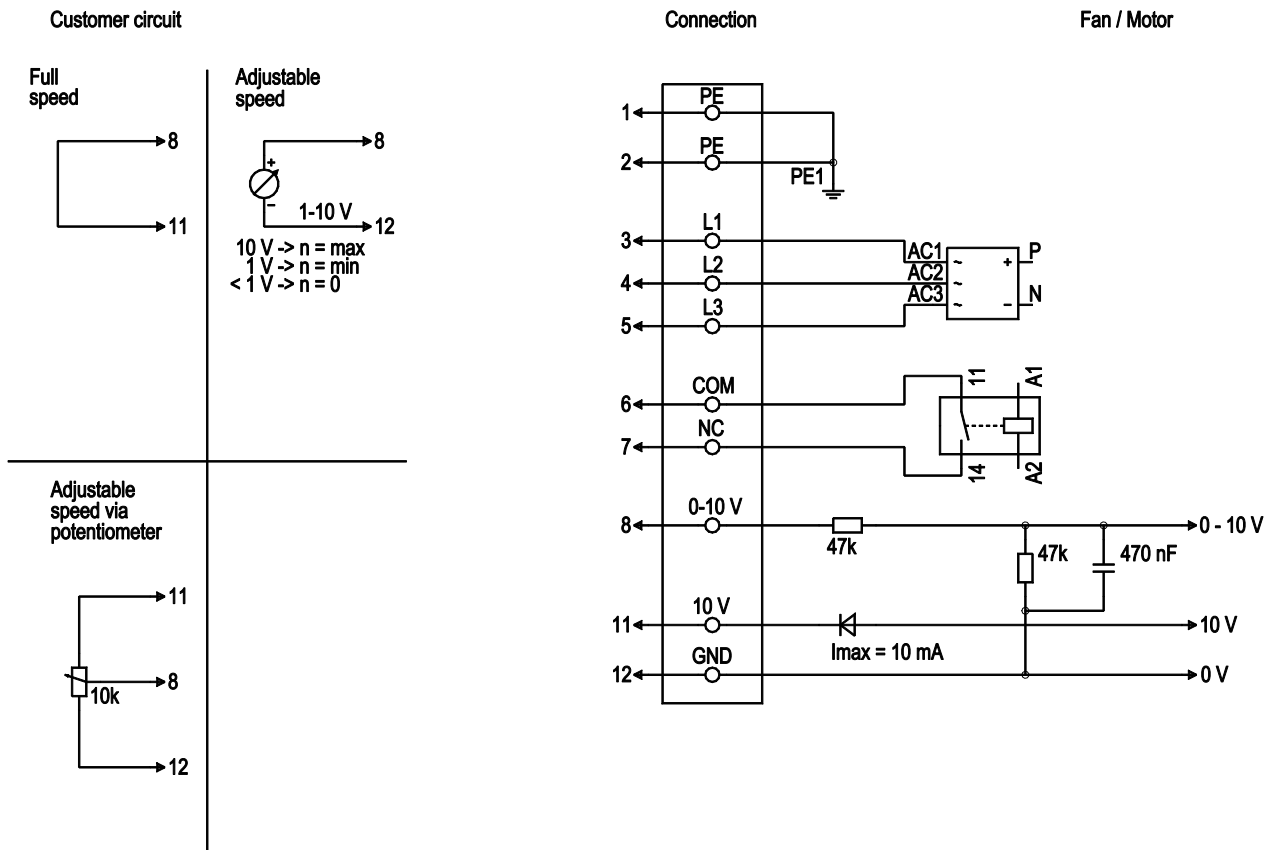 Customer circuit
Connection
Fan / Motor
Full
speed
8
11
Adjustable
speed
8
+
−
1-10 V
12
10 V -> n = max
1 V -> n = min
< 1 V -> n = 0
Adjustable
speed via
potentiometer
11
8
10k
12
1
PE
2
PE
PE1
3
L1
AC1
~
+
P
4
L2
AC2
~
AC3
~
−
N
5
L3
6
COM
11
A1
7
NC
14
A2
8
0-10 V
47k
0 - 10 V
47k
470 nF
11
10 V
10 V
Imax = 10 mA
12
GND
0 V